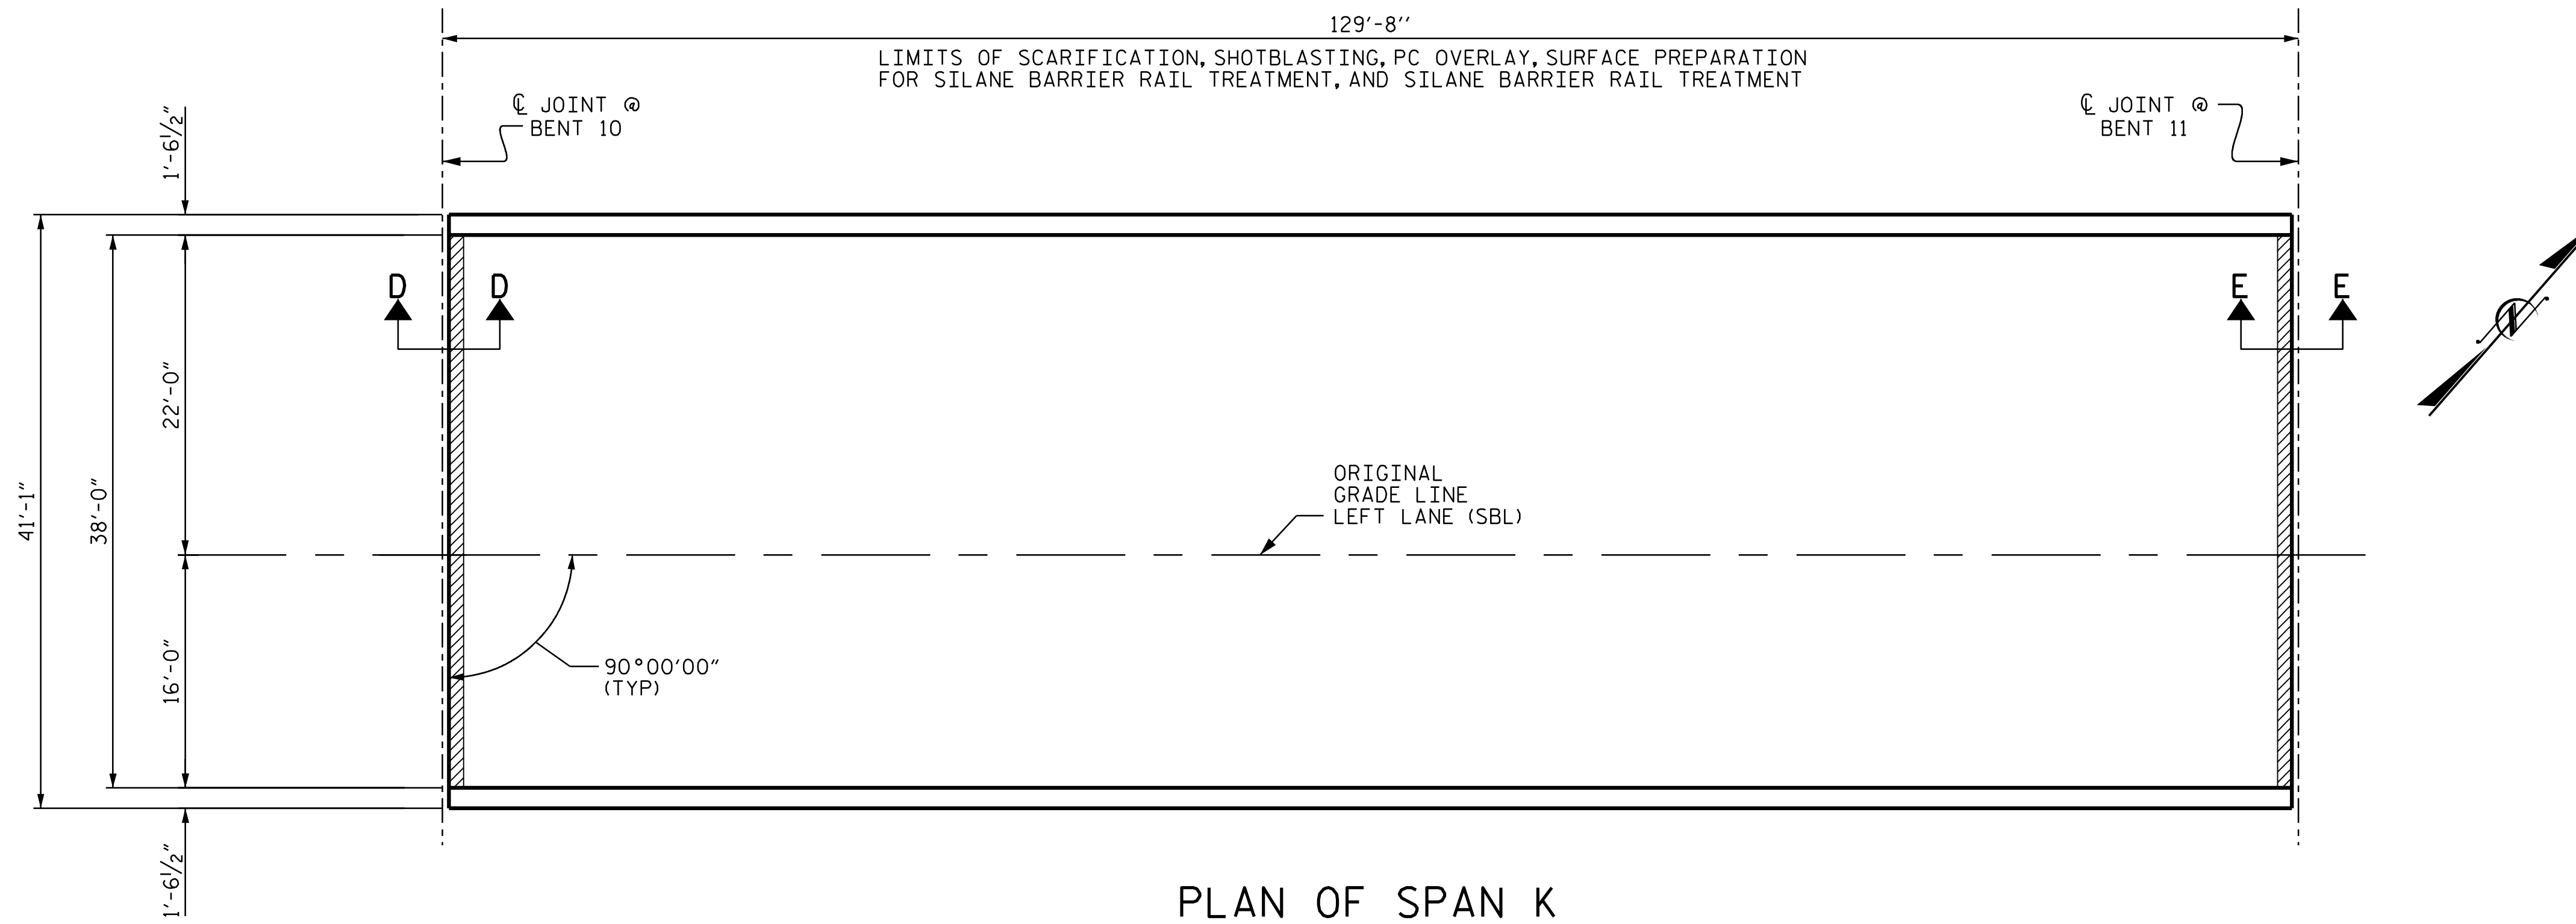 129'-8''
LIMITS OF SCARIFICATION, SHOTBLASTING, PC OVERLAY, SURFACE PREPARATION
FOR SILANE BARRIER RAIL TREATMENT, AND SILANE BARRIER RAIL TREATMENT
℄ JOINT @
BENT 10
℄ JOINT @
BENT 11
1'-6½"
D D
E E
22'-0"
41'-1"
38'-0"
ORIGINAL
GRADE LINE
LEFT LANE (SBL)
16'-0"
90°00'00"
(TYP)
1'-6½"
PLAN OF SPAN K
N